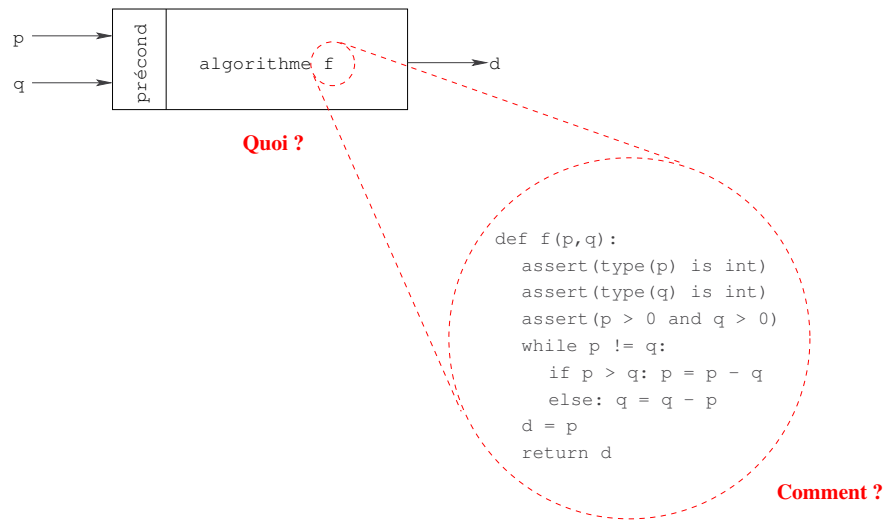 p
q
précond
algorithme f
d
Quoi ?
def f(p,q):
assert(type(p) is int)
assert(type(q) is int)
assert(p > 0 and q > 0)
while p != q:
if p > q: p = p - q
else: q = q - p
d = p
return d
Comment ?